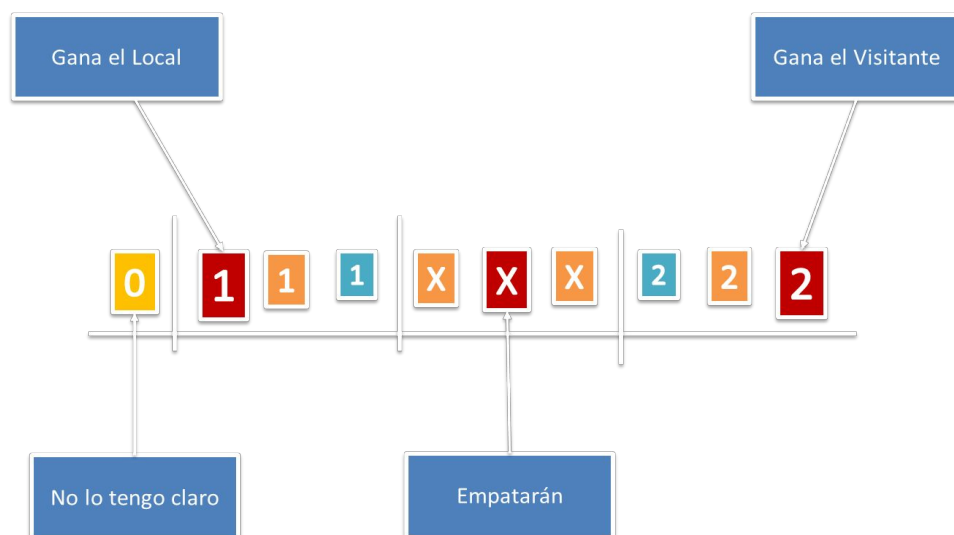 Gana el Local
Gana el Visitante
0 1 1 1 X X X 2 2 2
No lo tengo claro
Empatarán